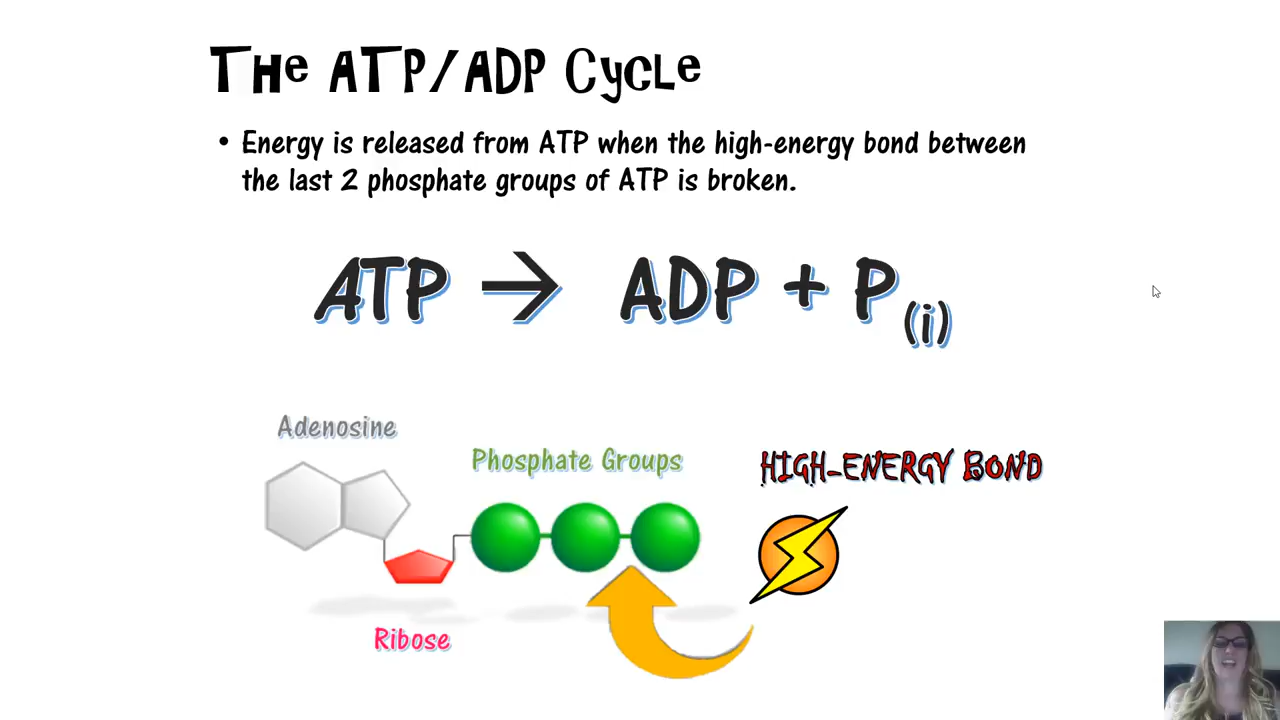 The ATP/ADP Cycle
• Energy is released from ATP when the high-energy bond between
the last 2 phosphate groups of ATP is broken.
ATP → ADP + P(i)
Adenosine
Phosphate Groups
HIGH-ENERGY BOND
Ribose